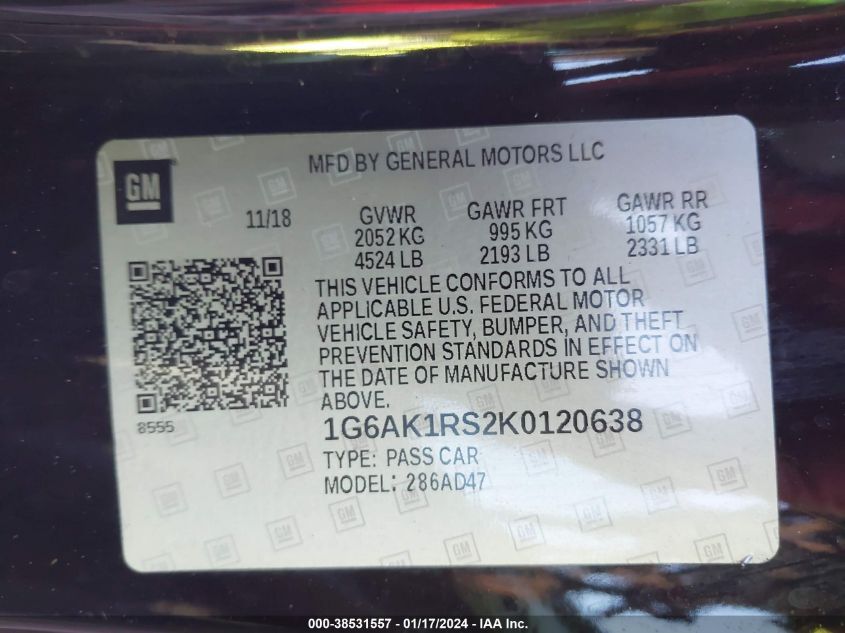 GM
MFD BY GENERAL MOTORS LLC
11/18
GVWR
2052 KG
4524 LB
GAWR FRT
995 KG
2193 LB
GAWR RR
1057 KG
2331 LB
THIS VEHICLE CONFORMS TO ALL
APPLICABLE U.S. FEDERAL MOTOR
VEHICLE SAFETY, BUMPER, AND THEFT
PREVENTION STANDARDS IN EFFECT ON
THE DATE OF MANUFACTURE SHOWN
ABOVE.
8555
1G6AK1RS2K0120638
TYPE: PASS CAR
MODEL: 286AD47
000-38531557 - 01/17/2024 - IAA Inc.